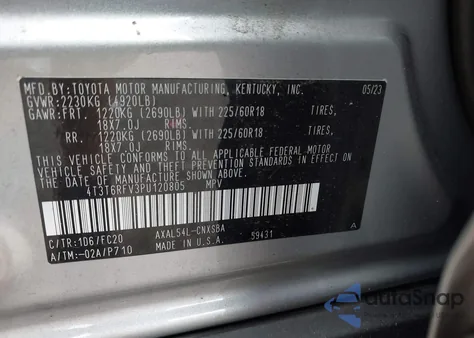 MFD.BY:TOYOTA MOTOR MANUFACTURING, KENTUCKY, INC. 05/23
GVWR:2230KG (4920LB)
GAWR:FRT. 1220KG (2690LB) WITH 225/60R18 TIRES,
18X7.0J RIMS.
RR. 1220KG (2690LB) WITH 225/60R18 TIRES,
18X7.0J RIMS.
THIS VEHICLE CONFORMS TO ALL APPLICABLE FEDERAL MOTOR
VEHICLE SAFETY, BUMPER, AND THEFT PREVENTION STANDARDS
IN EFFECT ON
THE DATE OF MANUFACTURE SHOWN ABOVE.
4T3T6RFV3PU120805 MPV
C/TR:1D6/EC20 AXAL54L-CNXSBA 59431 A
A/TM:-02A/P710 MADE IN U.S.A.
AutoSnap